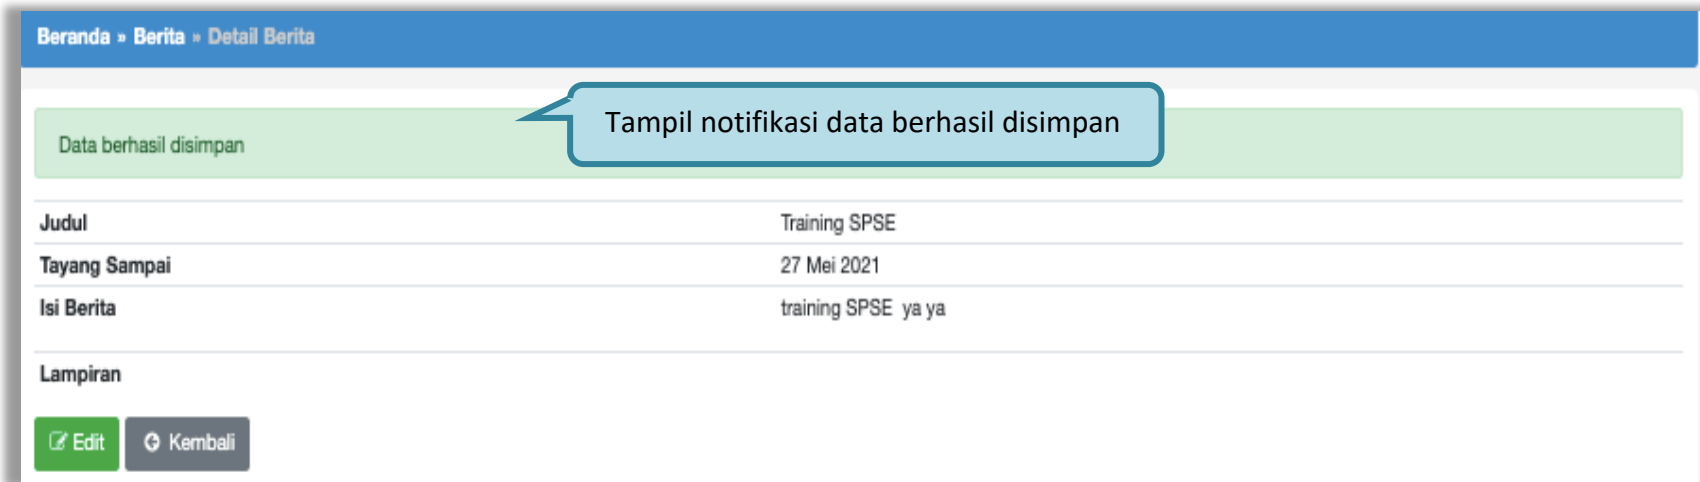 Beranda » Berita » Detail Berita
Tampil notifikasi data berhasil disimpan
Data berhasil disimpan
Judul Training SPSE
Tayang Sampai 27 Mei 2021
Isi Berita training SPSE ya ya
Lampiran
Edit Kembali